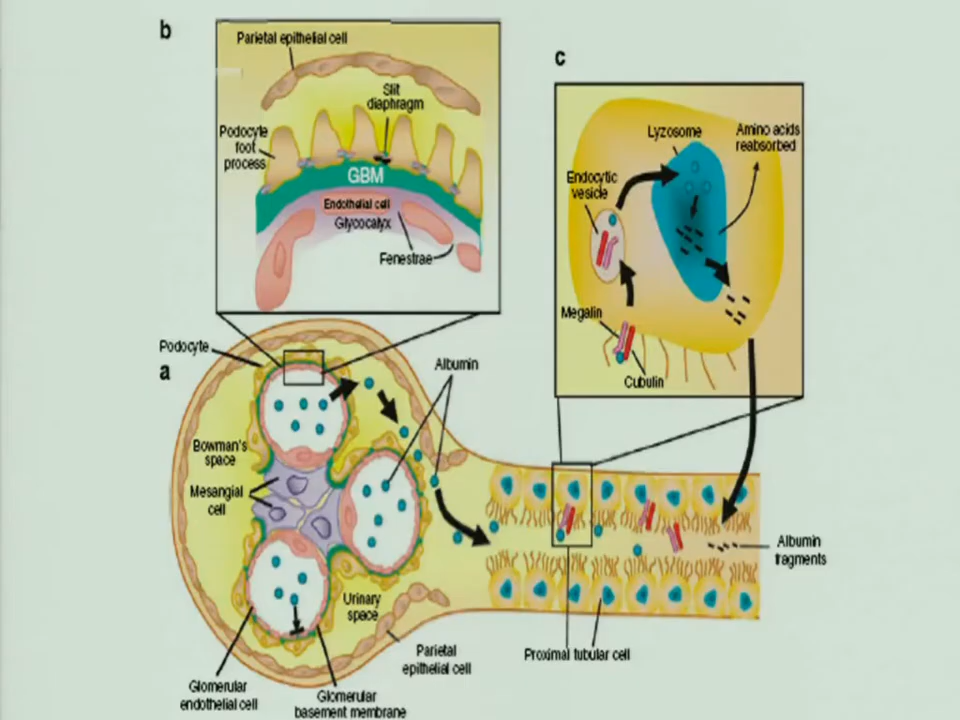 b
Parietal epithelial cell
Slit
diaphragm
Podocyte
foot
process
GBM
Endothelial cell
Glycocalyx
Fenestrae
c
Lyzosome
Amino acids
reabsorbed
Endocytic
vesicle
Megalin
Cubulin
Podocyte
a
Albumin
Bowman's
space
Mesangial
cell
Urinary
space
Albumin
fragments
Parietal
epithelial cell
Proximal tubular cell
Glomerular
endothelial cell
Glomerular
basement membrane